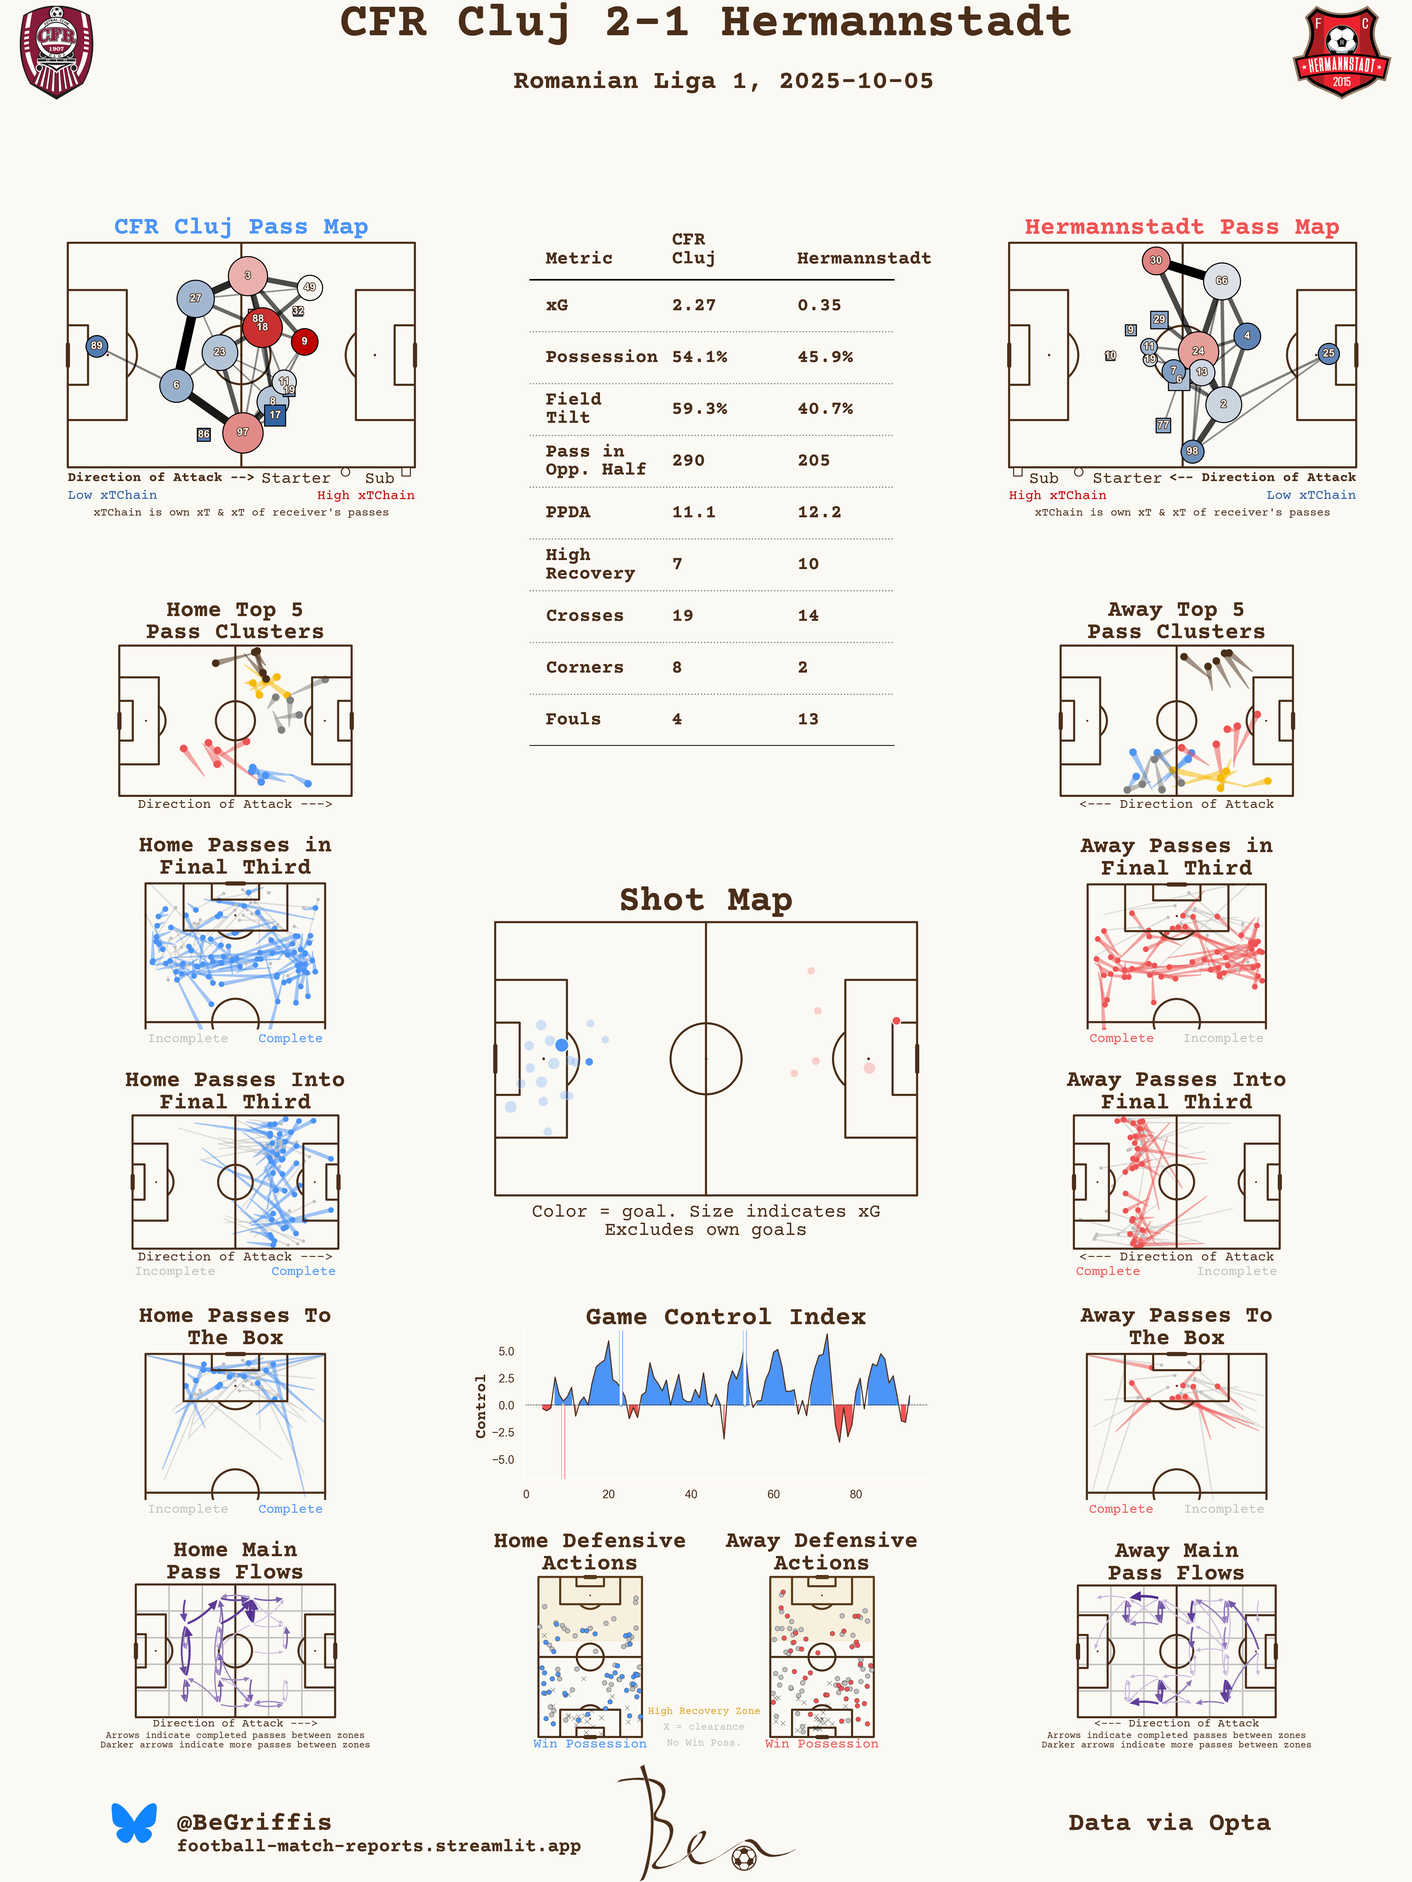 CFR Cluj 2-1 Hermannstadt
Romanian Liga 1, 2025-10-05
CFR
1907
F C
HERMANNSTADT
2015
CFR Cluj Pass Map
3
49
27
32
88
18
9
89
23
6
11
19
8
17
97
86
Direction of Attack --> Starter Sub
Low xTChain High xTChain
xTChain is own xT & xT of receiver's passes
Metric CFR Cluj Hermannstadt
xG 2.27 0.35
Possession 54.1% 45.9%
Field Tilt 59.3% 40.7%
Pass in Opp. Half 290 205
PPDA 11.1 12.2
High Recovery 7 10
Crosses 19 14
Corners 8 2
Fouls 4 13
Hermannstadt Pass Map
30
66
29
9
4
11
24
10
19
25
7
13
6
2
77
98
Sub Starter <-- Direction of Attack
High xTChain Low xTChain
xTChain is own xT & xT of receiver's passes
Home Top 5
Pass Clusters
Direction of Attack --->
Away Top 5
Pass Clusters
<--- Direction of Attack
Home Passes in
Final Third
Incomplete Complete
Away Passes in
Final Third
Complete Incomplete
Shot Map
Color = goal. Size indicates xG
Excludes own goals
Home Passes Into
Final Third
Direction of Attack --->
Incomplete Complete
Away Passes Into
Final Third
<--- Direction of Attack
Complete Incomplete
Home Passes To
The Box
Incomplete Complete
Game Control Index
Control
5.0
2.5
0.0
−2.5
−5.0
0 20 40 60 80
Away Passes To
The Box
Complete Incomplete
Home Main
Pass Flows
Direction of Attack --->
Arrows indicate completed passes between zones
Darker arrows indicate more passes between zones
Home Defensive
Actions
Win Possession
High Recovery Zone
X = clearance
No Win Poss.
Away Defensive
Actions
Win Possession
Away Main
Pass Flows
<--- Direction of Attack
Arrows indicate completed passes between zones
Darker arrows indicate more passes between zones
@BeGriffis
football-match-reports.streamlit.app
Ben
Data via Opta